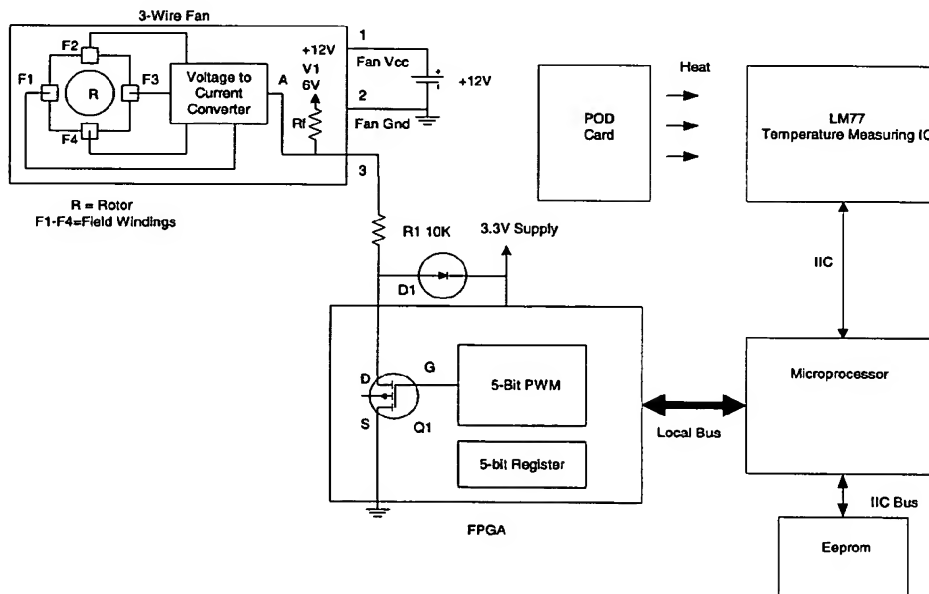 3-Wire Fan
F2
F1
F3
R
F4
Voltage to
Current
Converter
A
+12V
V1
6V
Rf
1
Fan Vcc
2
Fan Gnd
3
+12V
R = Rotor
F1-F4=Field Windings
POD
Card
Heat
LM77
Temperature Measuring IC
R1 10K
3.3V Supply
D1
IIC
D
G
S
Q1
5-Bit PWM
5-bit Register
FPGA
Local Bus
Microprocessor
IIC Bus
Eeprom